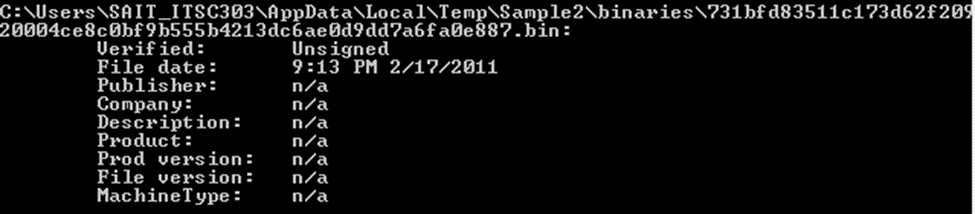 C:\Users\SAIT_ITSC303\AppData\Local\Temp\Sample2\binaries\731bfd83511c173d62f209
20004ce8c0bf9b555b4213dc6ae0d9dd7a6fa0e887.bin:
Verified: Unsigned
File date: 9:13 PM 2/17/2011
Publisher: n/a
Company: n/a
Description: n/a
Product: n/a
Prod version: n/a
File version: n/a
MachineType: n/a